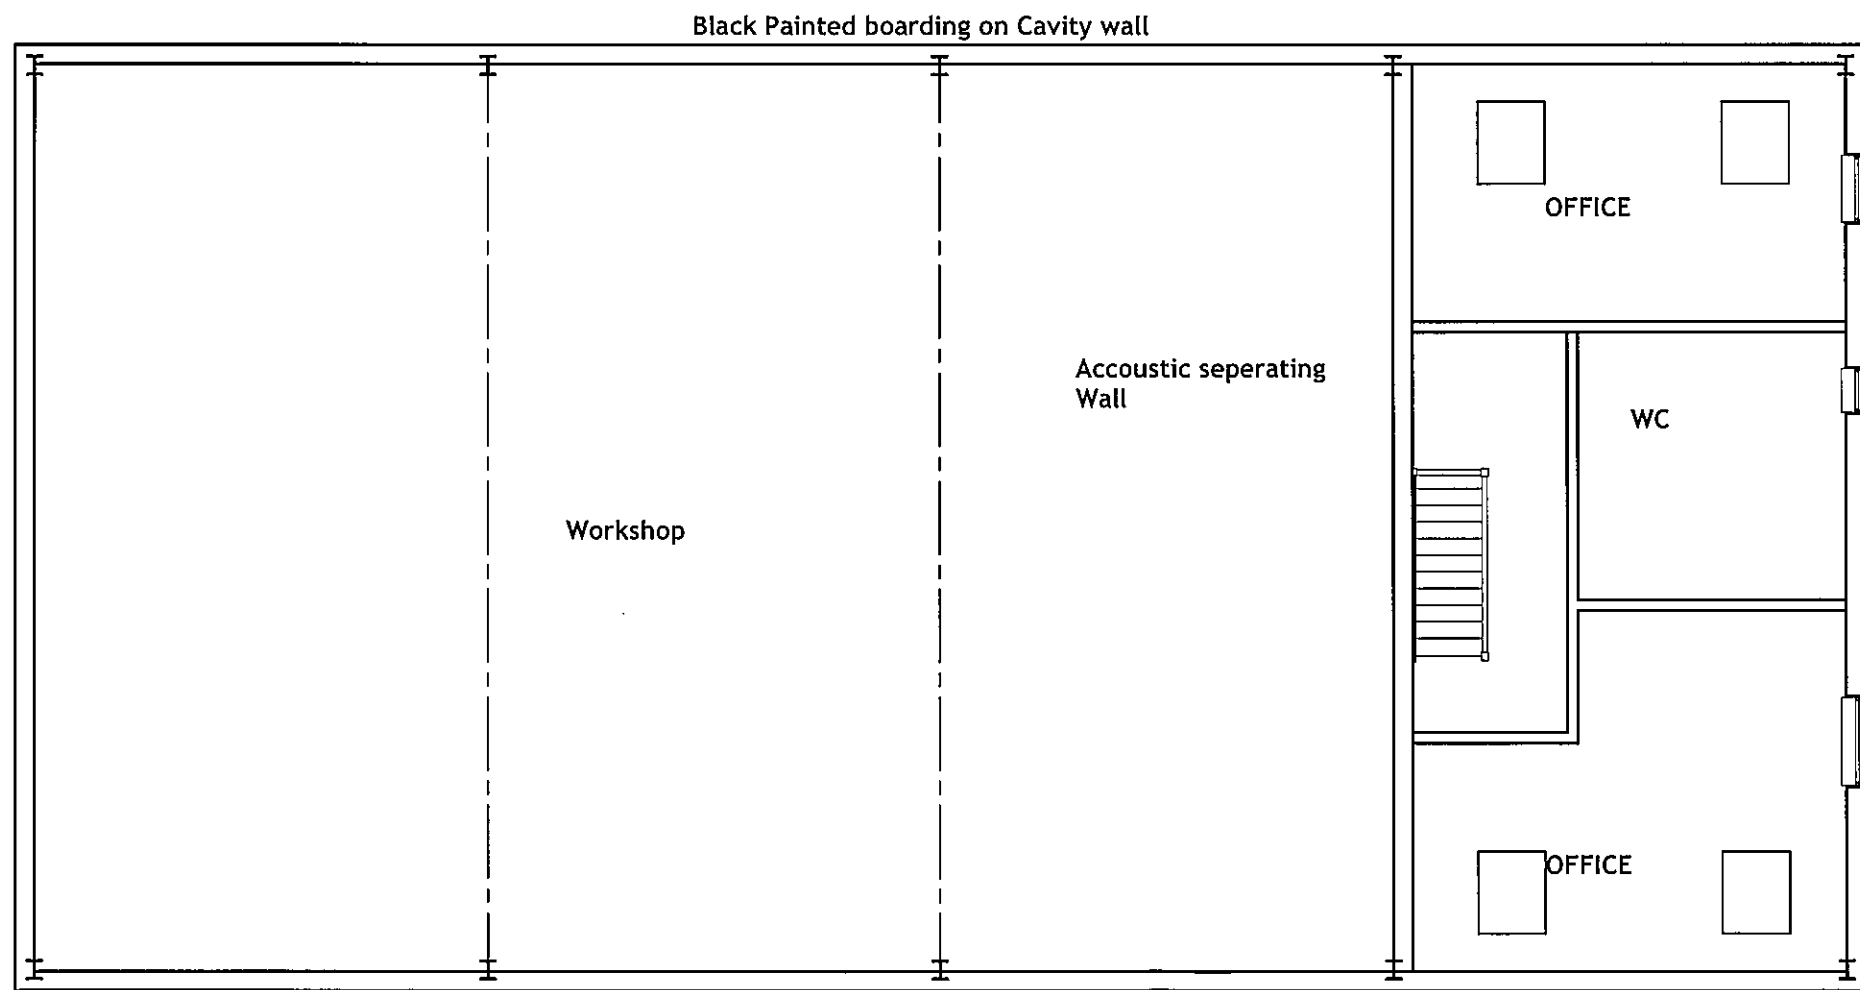 Black Painted boarding on Cavity wall
OFFICE
Accoustic seperating
Wall
WC
Workshop
OFFICE